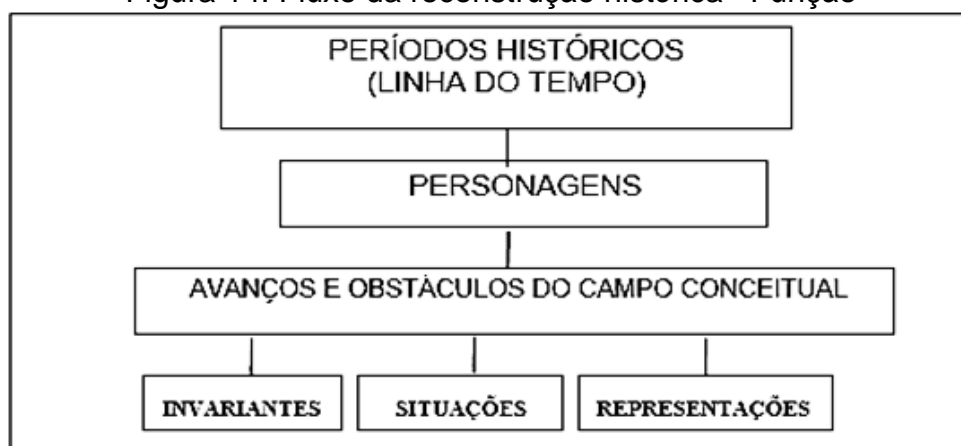 PERÍODOS HISTÓRICOS
(LINHA DO TEMPO)
PERSONAGENS
AVANÇOS E OBSTÁCULOS DO CAMPO CONCEITUAL
INVARIANTES SITUAÇÕES REPRESENTAÇÕES